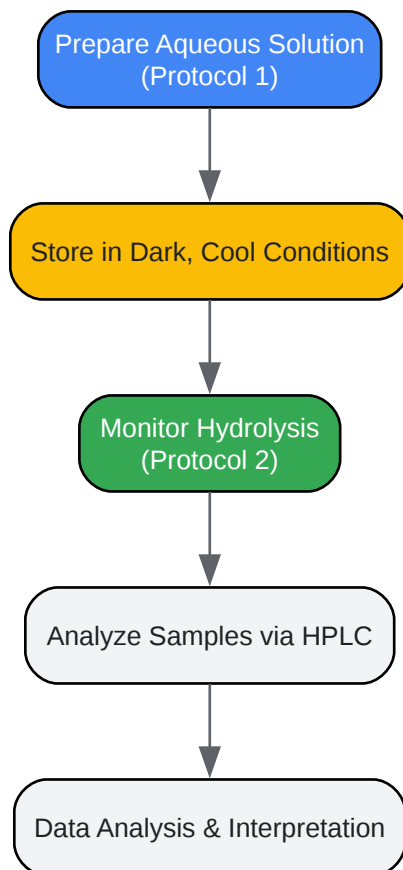 Prepare Aqueous Solution
(Protocol 1)
Store in Dark, Cool Conditions
Monitor Hydrolysis
(Protocol 2)
Analyze Samples via HPLC
Data Analysis & Interpretation